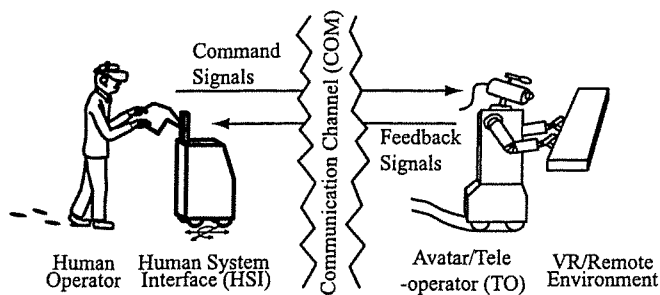 Command
Signals
Communication Channel (COM)
Feedback
Signals
Human
Operator
Human System
Interface (HSI)
Avatar/Tele
-operator (TO)
VR/Remote
Environment